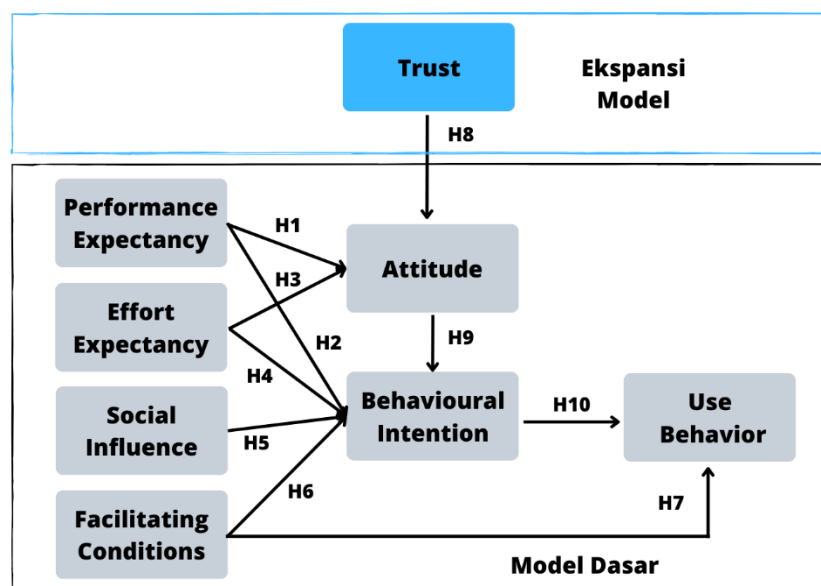 Trust
Ekspansi
Model
H8
Performance
Expectancy
H1
Attitude
H3
Effort
Expectancy
H2
H9
H4
Social
Influence
Behavioural
Intention
H10
Use
Behavior
H5
H6
H7
Facilitating
Conditions
Model Dasar